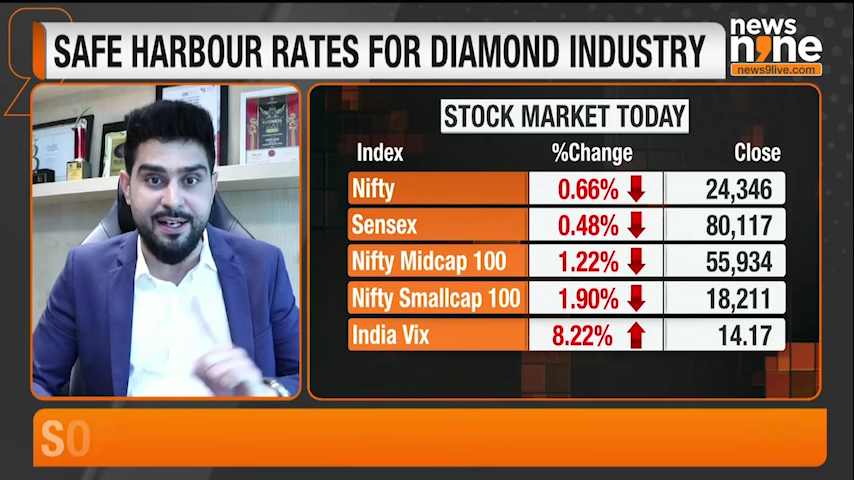 SAFE HARBOUR RATES FOR DIAMOND INDUSTRY
news
n9ne
news9live.com
STOCK MARKET TODAY
Index %Change Close
Nifty 0.66% 24,346
Sensex 0.48% 80,117
Nifty Midcap 100 1.22% 55,934
Nifty Smallcap 100 1.90% 18,211
India Vix 8.22% 14.17
SO